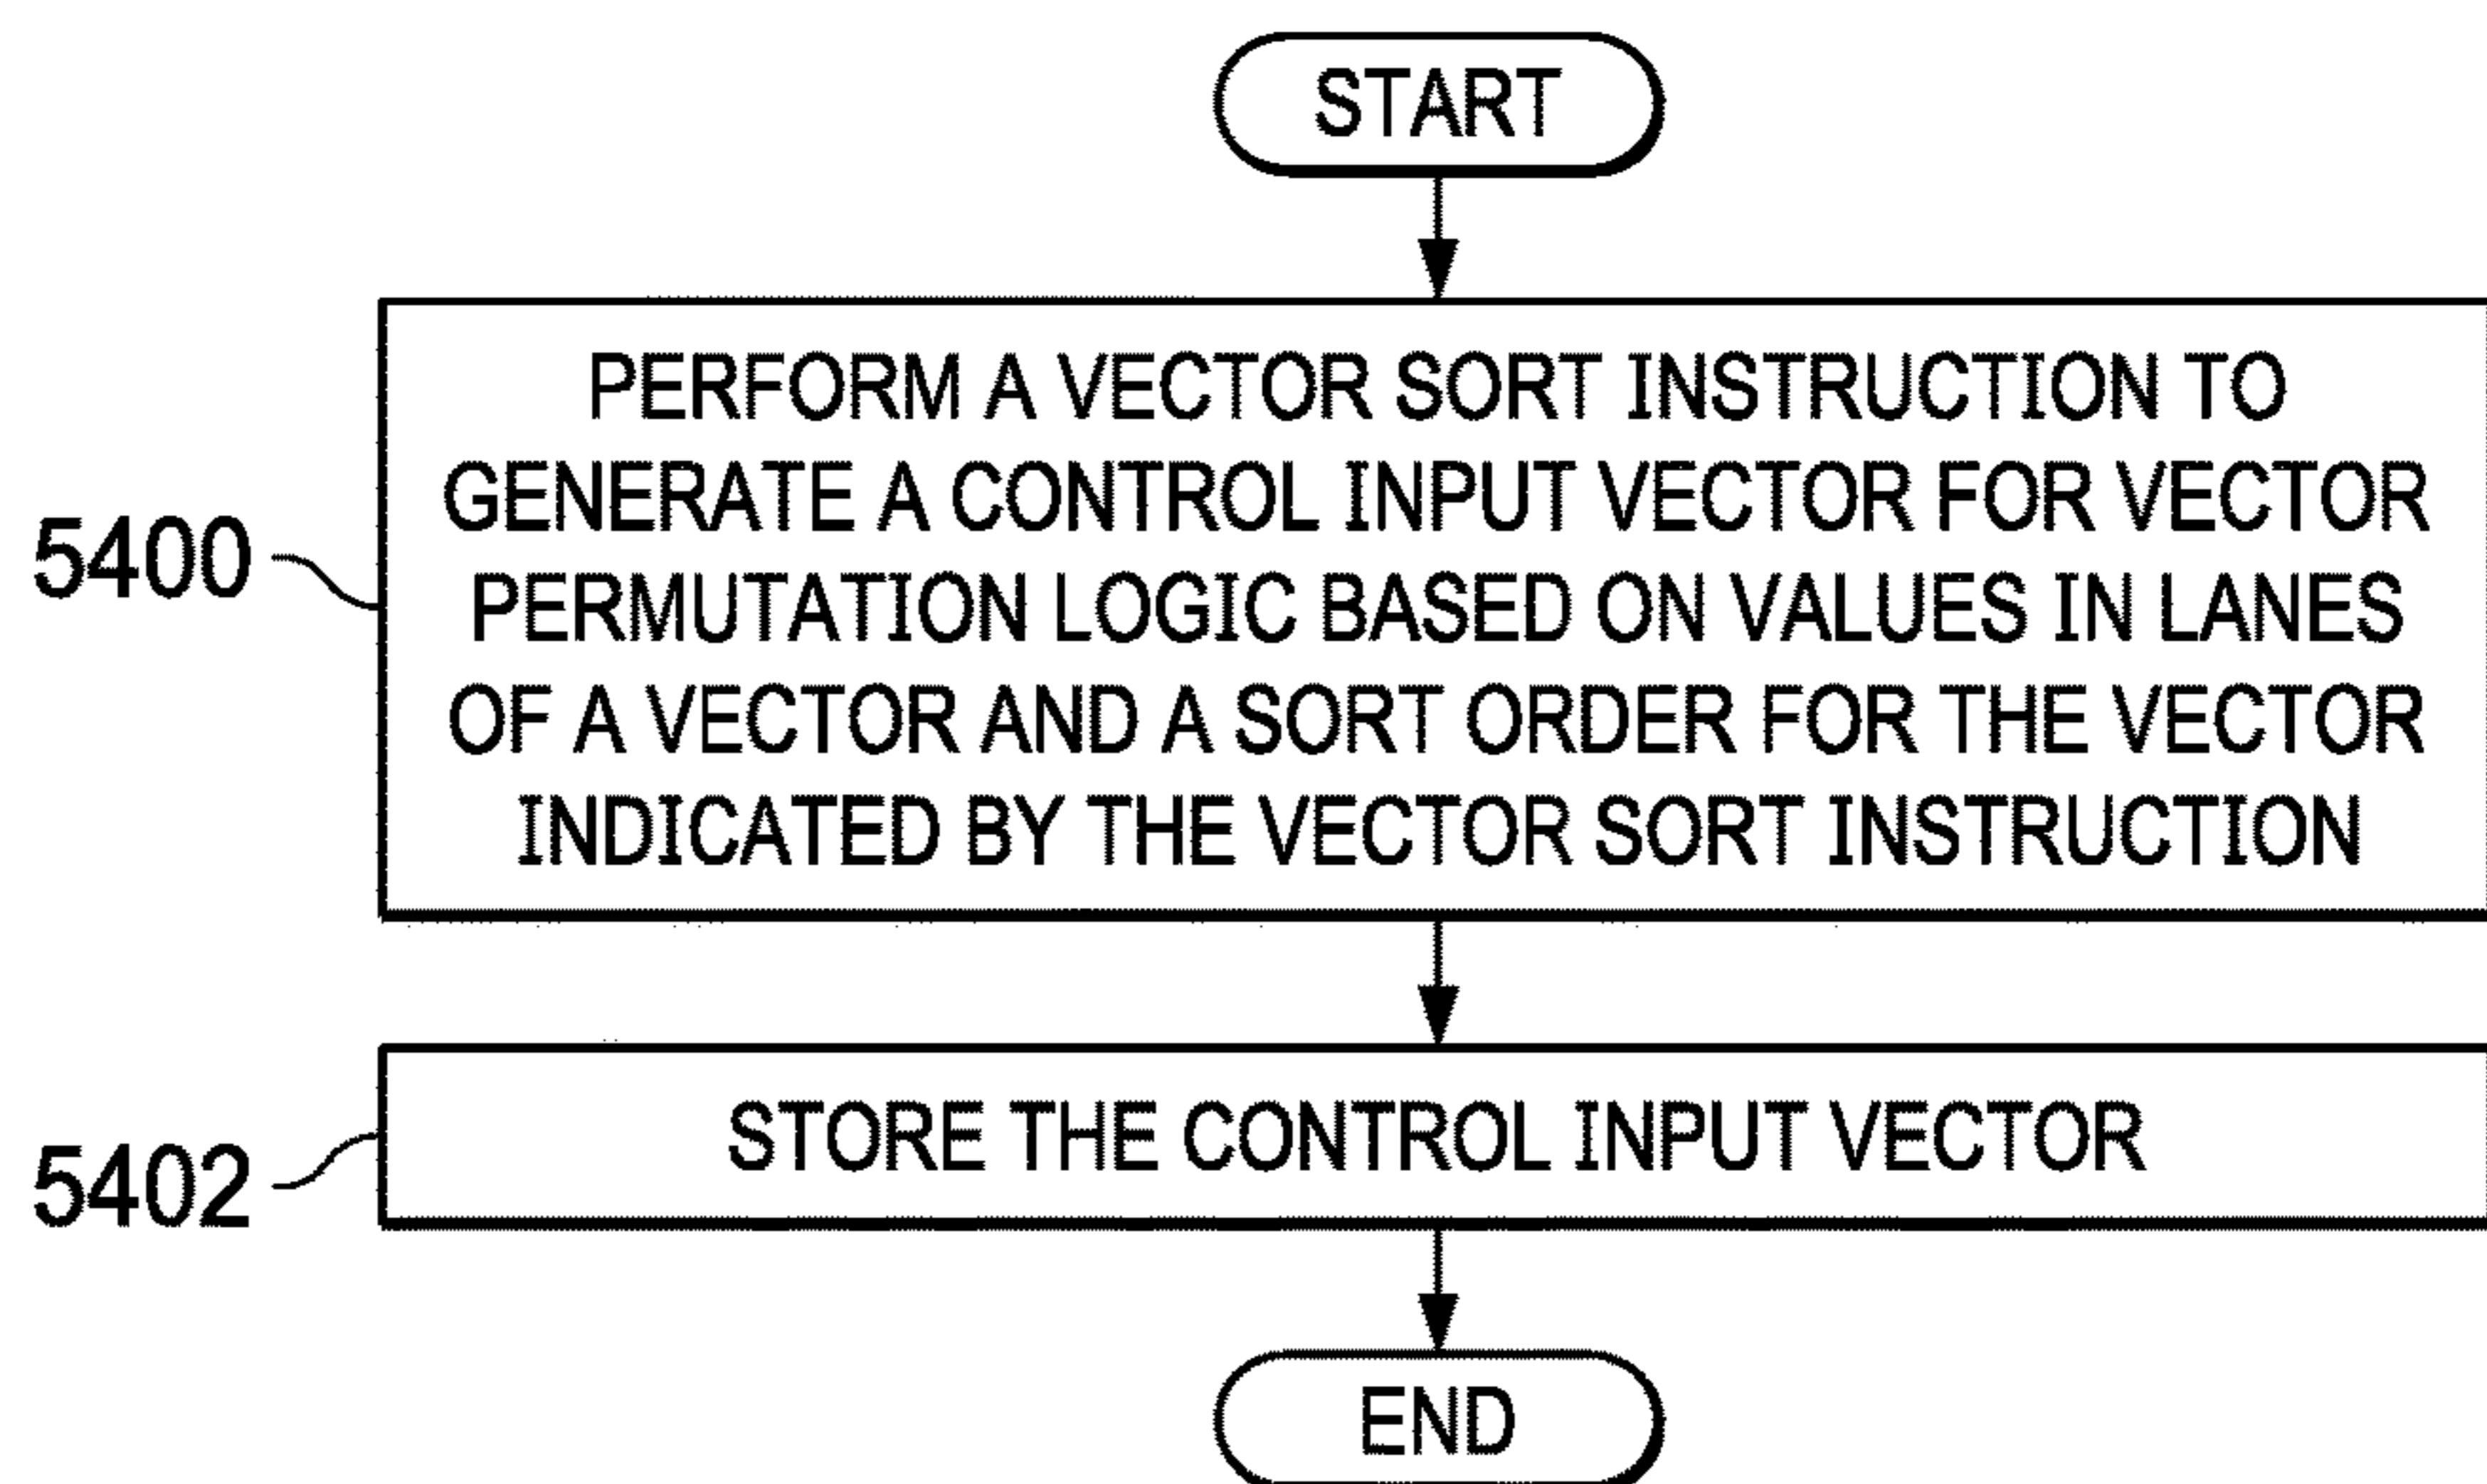 START
PERFORM A VECTOR SORT INSTRUCTION TO
GENERATE A CONTROL INPUT VECTOR FOR VECTOR
PERMUTATION LOGIC BASED ON VALUES IN LANES
OF A VECTOR AND A SORT ORDER FOR THE VECTOR
INDICATED BY THE VECTOR SORT INSTRUCTION
5400
STORE THE CONTROL INPUT VECTOR
5402
END